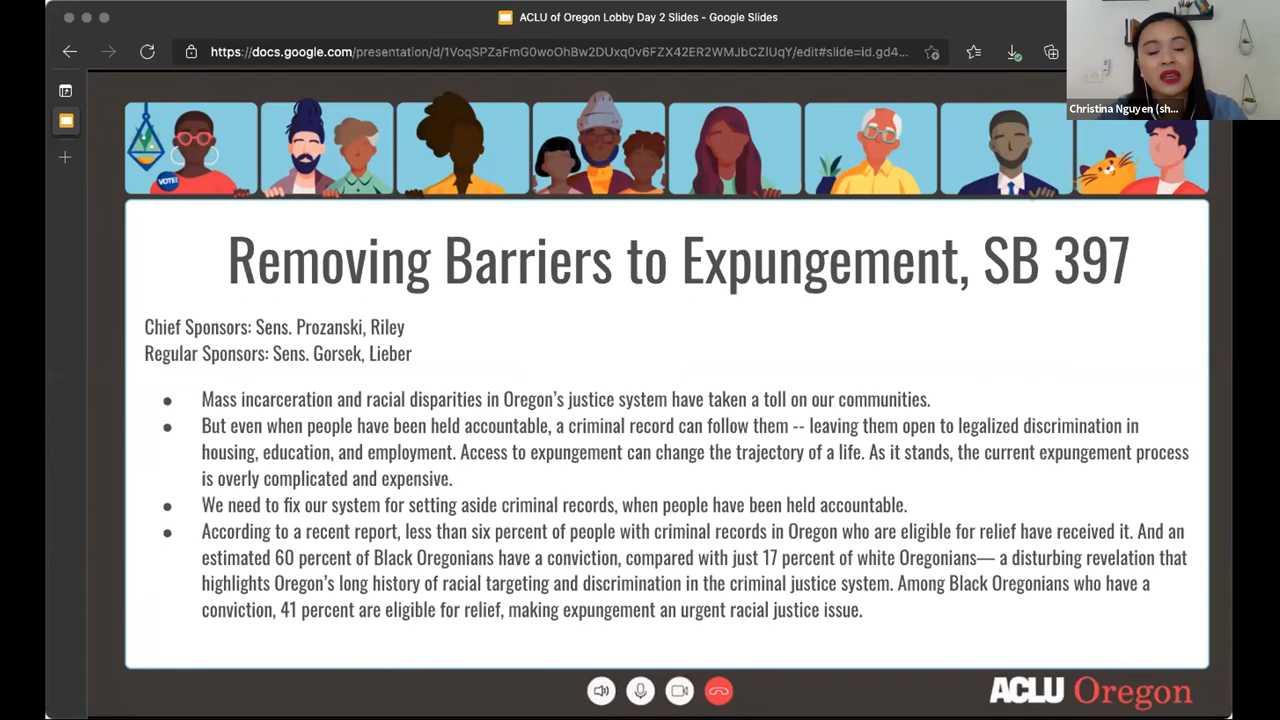 ACLU of Oregon Lobby Day 2 Slides - Google Slides
https://docs.google.com/presentation/d/1VoqSPZaFmG0woOhBw2DUxq0v6FZX42ER2WMJbCZlUqY/edit#slide=id.gd4...
Christina Nguyen (sh...
VOTE!
Removing Barriers to Expungement, SB 397
Chief Sponsors: Sens. Prozanski, Riley
Regular Sponsors: Sens. Gorsek, Lieber
● Mass incarceration and racial disparities in Oregon’s justice system have taken a toll on our communities.
● But even when people have been held accountable, a criminal record can follow them -- leaving them open to legalized discrimination in
housing, education, and employment. Access to expungement can change the trajectory of a life. As it stands, the current expungement process
is overly complicated and expensive.
● We need to fix our system for setting aside criminal records, when people have been held accountable.
● According to a recent report, less than six percent of people with criminal records in Oregon who are eligible for relief have received it. And an
estimated 60 percent of Black Oregonians have a conviction, compared with just 17 percent of white Oregonians— a disturbing revelation that
highlights Oregon’s long history of racial targeting and discrimination in the criminal justice system. Among Black Oregonians who have a
conviction, 41 percent are eligible for relief, making expungement an urgent racial justice issue.
ACLU Oregon